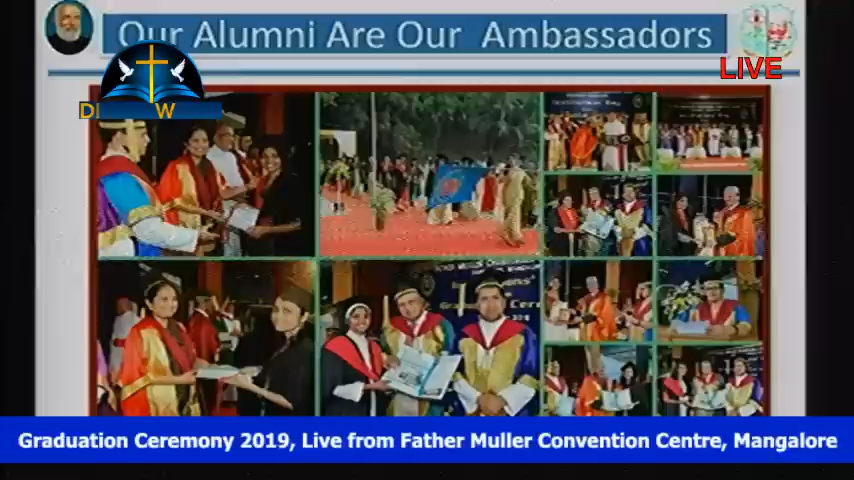 Our Alumni Are Our Ambassadors
LIVE
Graduation Ceremony 2019, Live from Father Muller Convention Centre, Mangalore